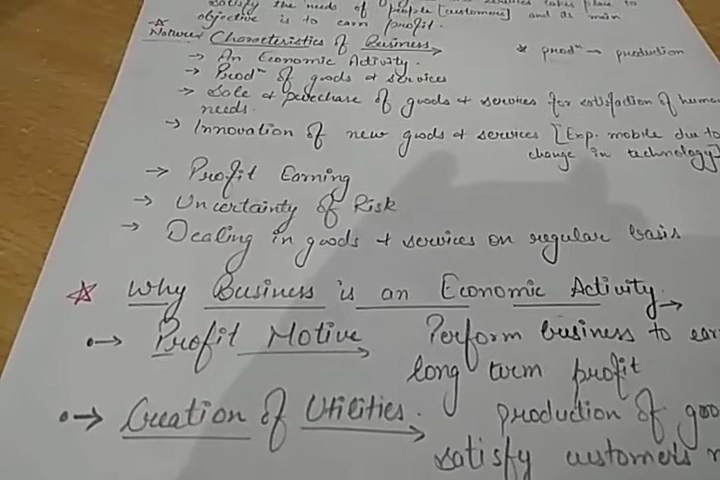 satisfy the needs of people [customers] and its main
objective is to earn profit.
Nature / Characteristics of Business → * prodⁿ → production
→ An Economic Activity.
→ Prodⁿ of goods & services
→ Sale & purchase of goods & services for satisfaction of human
needs.
→ Innovation of new goods & services [Exp. mobile due to
change in technology]
→ Profit Earning
→ Uncertainty of Risk
→ Dealing in goods & services on regular basis
☆ Why Business is an Economic Activity →
•→ Profit Motive → Perform business to ear
long term profit
•→ Creation of Utilities. → production of goo
satisfy customers n